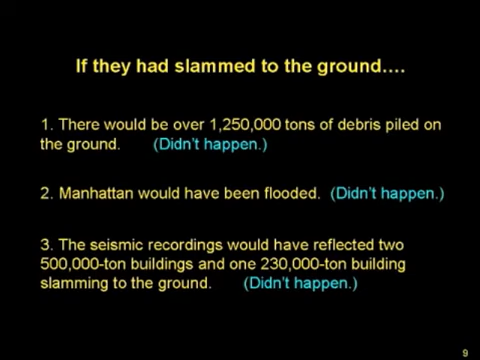 If they had slammed to the ground….
1. There would be over 1,250,000 tons of debris piled on
the ground. (Didn't happen.)
2. Manhattan would have been flooded. (Didn't happen.)
3. The seismic recordings would have reflected two
500,000-ton buildings and one 230,000-ton building
slamming to the ground. (Didn't happen.)
9